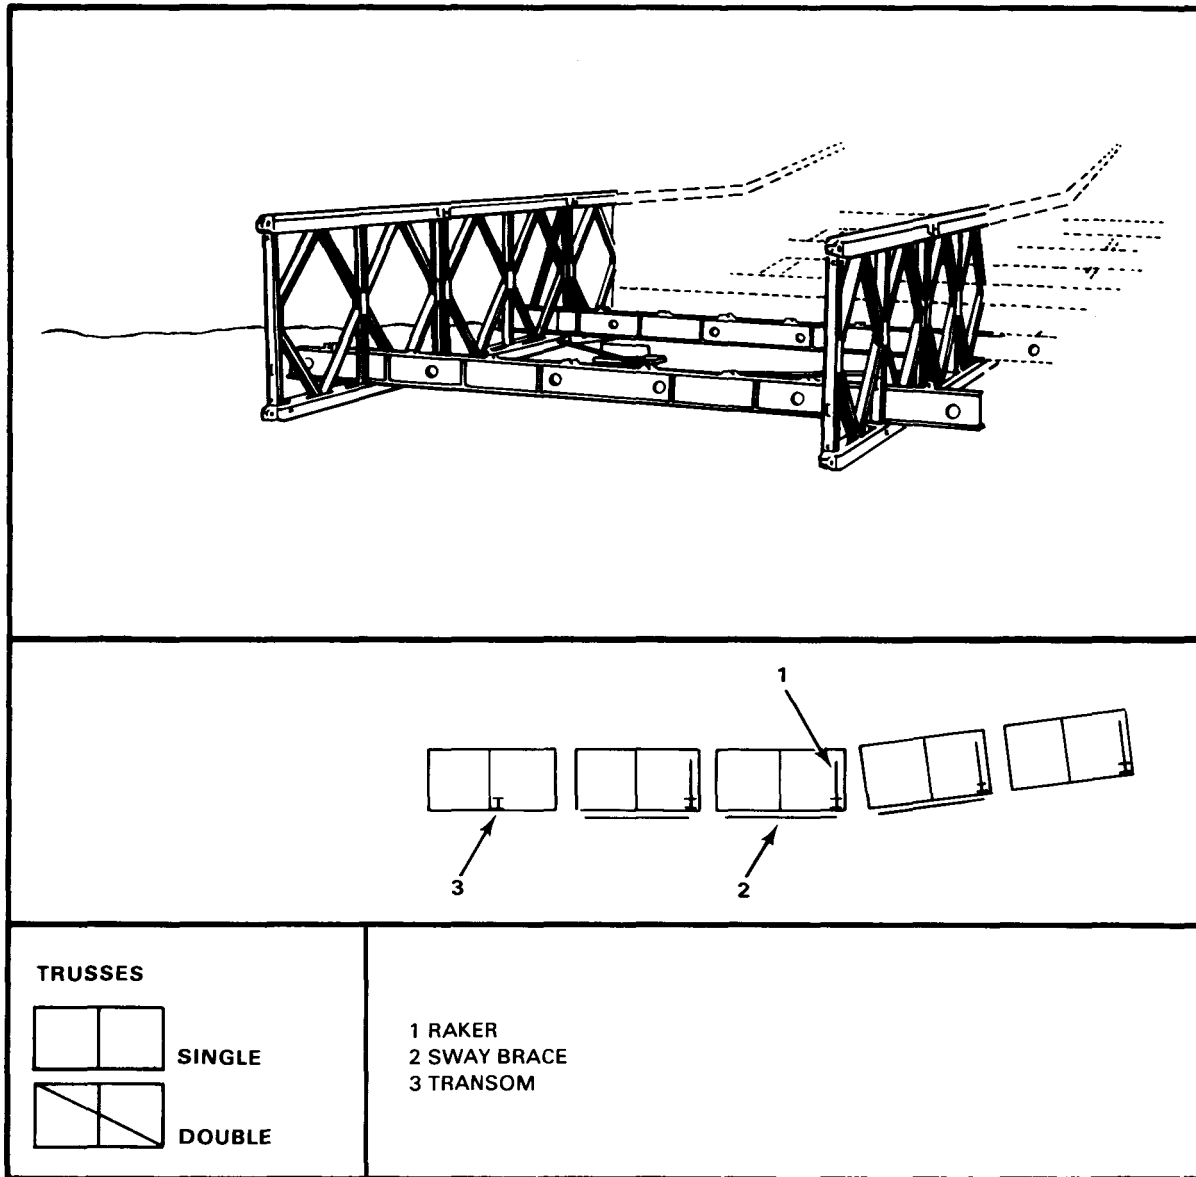 1
3
2
TRUSSES
SINGLE
DOUBLE
1 RAKER
2 SWAY BRACE
3 TRANSOM